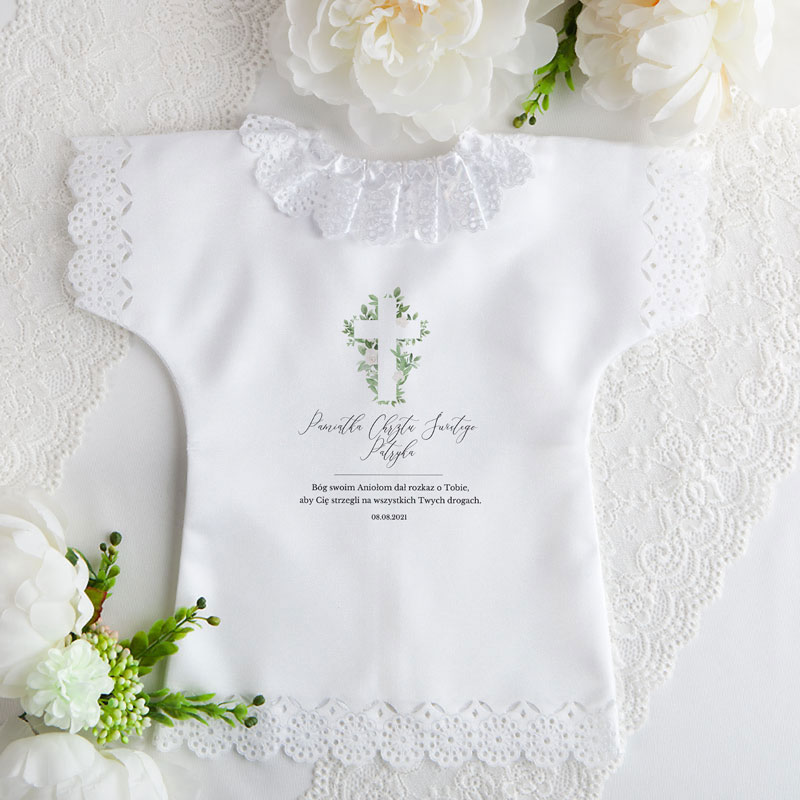 Pamiątka Chrztu Świętego
Patryka
Bóg swoim Aniołom dał rozkaz o Tobie,
aby Cię strzegli na wszystkich Twych drogach.
08.08.2021